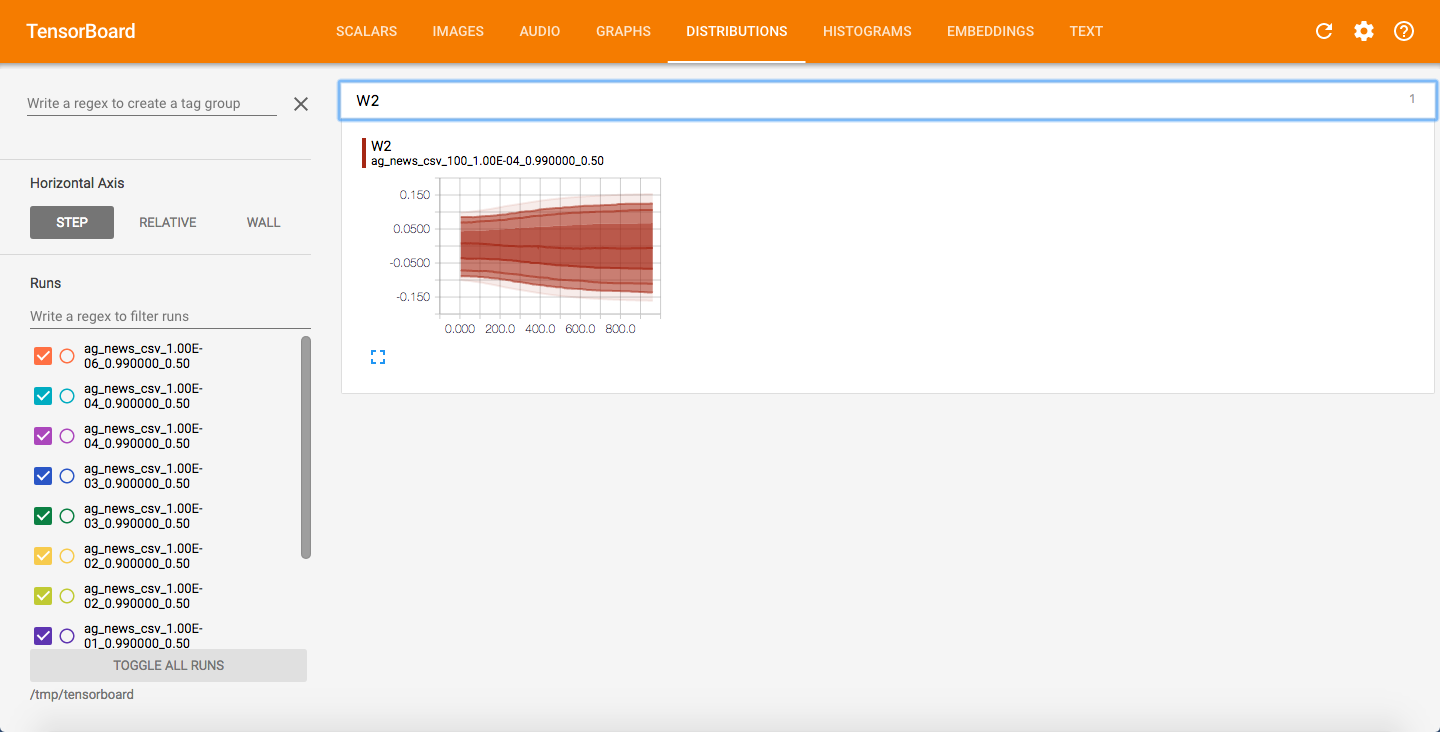 TensorBoard
SCALARS IMAGES AUDIO GRAPHS DISTRIBUTIONS HISTOGRAMS EMBEDDINGS TEXT
Write a regex to create a tag group
Horizontal Axis
STEP RELATIVE WALL
Runs
Write a regex to filter runs
ag_news_csv_1.00E-
06_0.990000_0.50
ag_news_csv_1.00E-
04_0.900000_0.50
ag_news_csv_1.00E-
04_0.990000_0.50
ag_news_csv_1.00E-
03_0.900000_0.50
ag_news_csv_1.00E-
03_0.990000_0.50
ag_news_csv_1.00E-
02_0.900000_0.50
ag_news_csv_1.00E-
02_0.990000_0.50
ag_news_csv_1.00E-
01_0.990000_0.50
TOGGLE ALL RUNS
/tmp/tensorboard
W2 1
W2
ag_news_csv_100_1.00E-04_0.990000_0.50
0.150
0.0500
-0.0500
-0.150
0.000 200.0 400.0 600.0 800.0